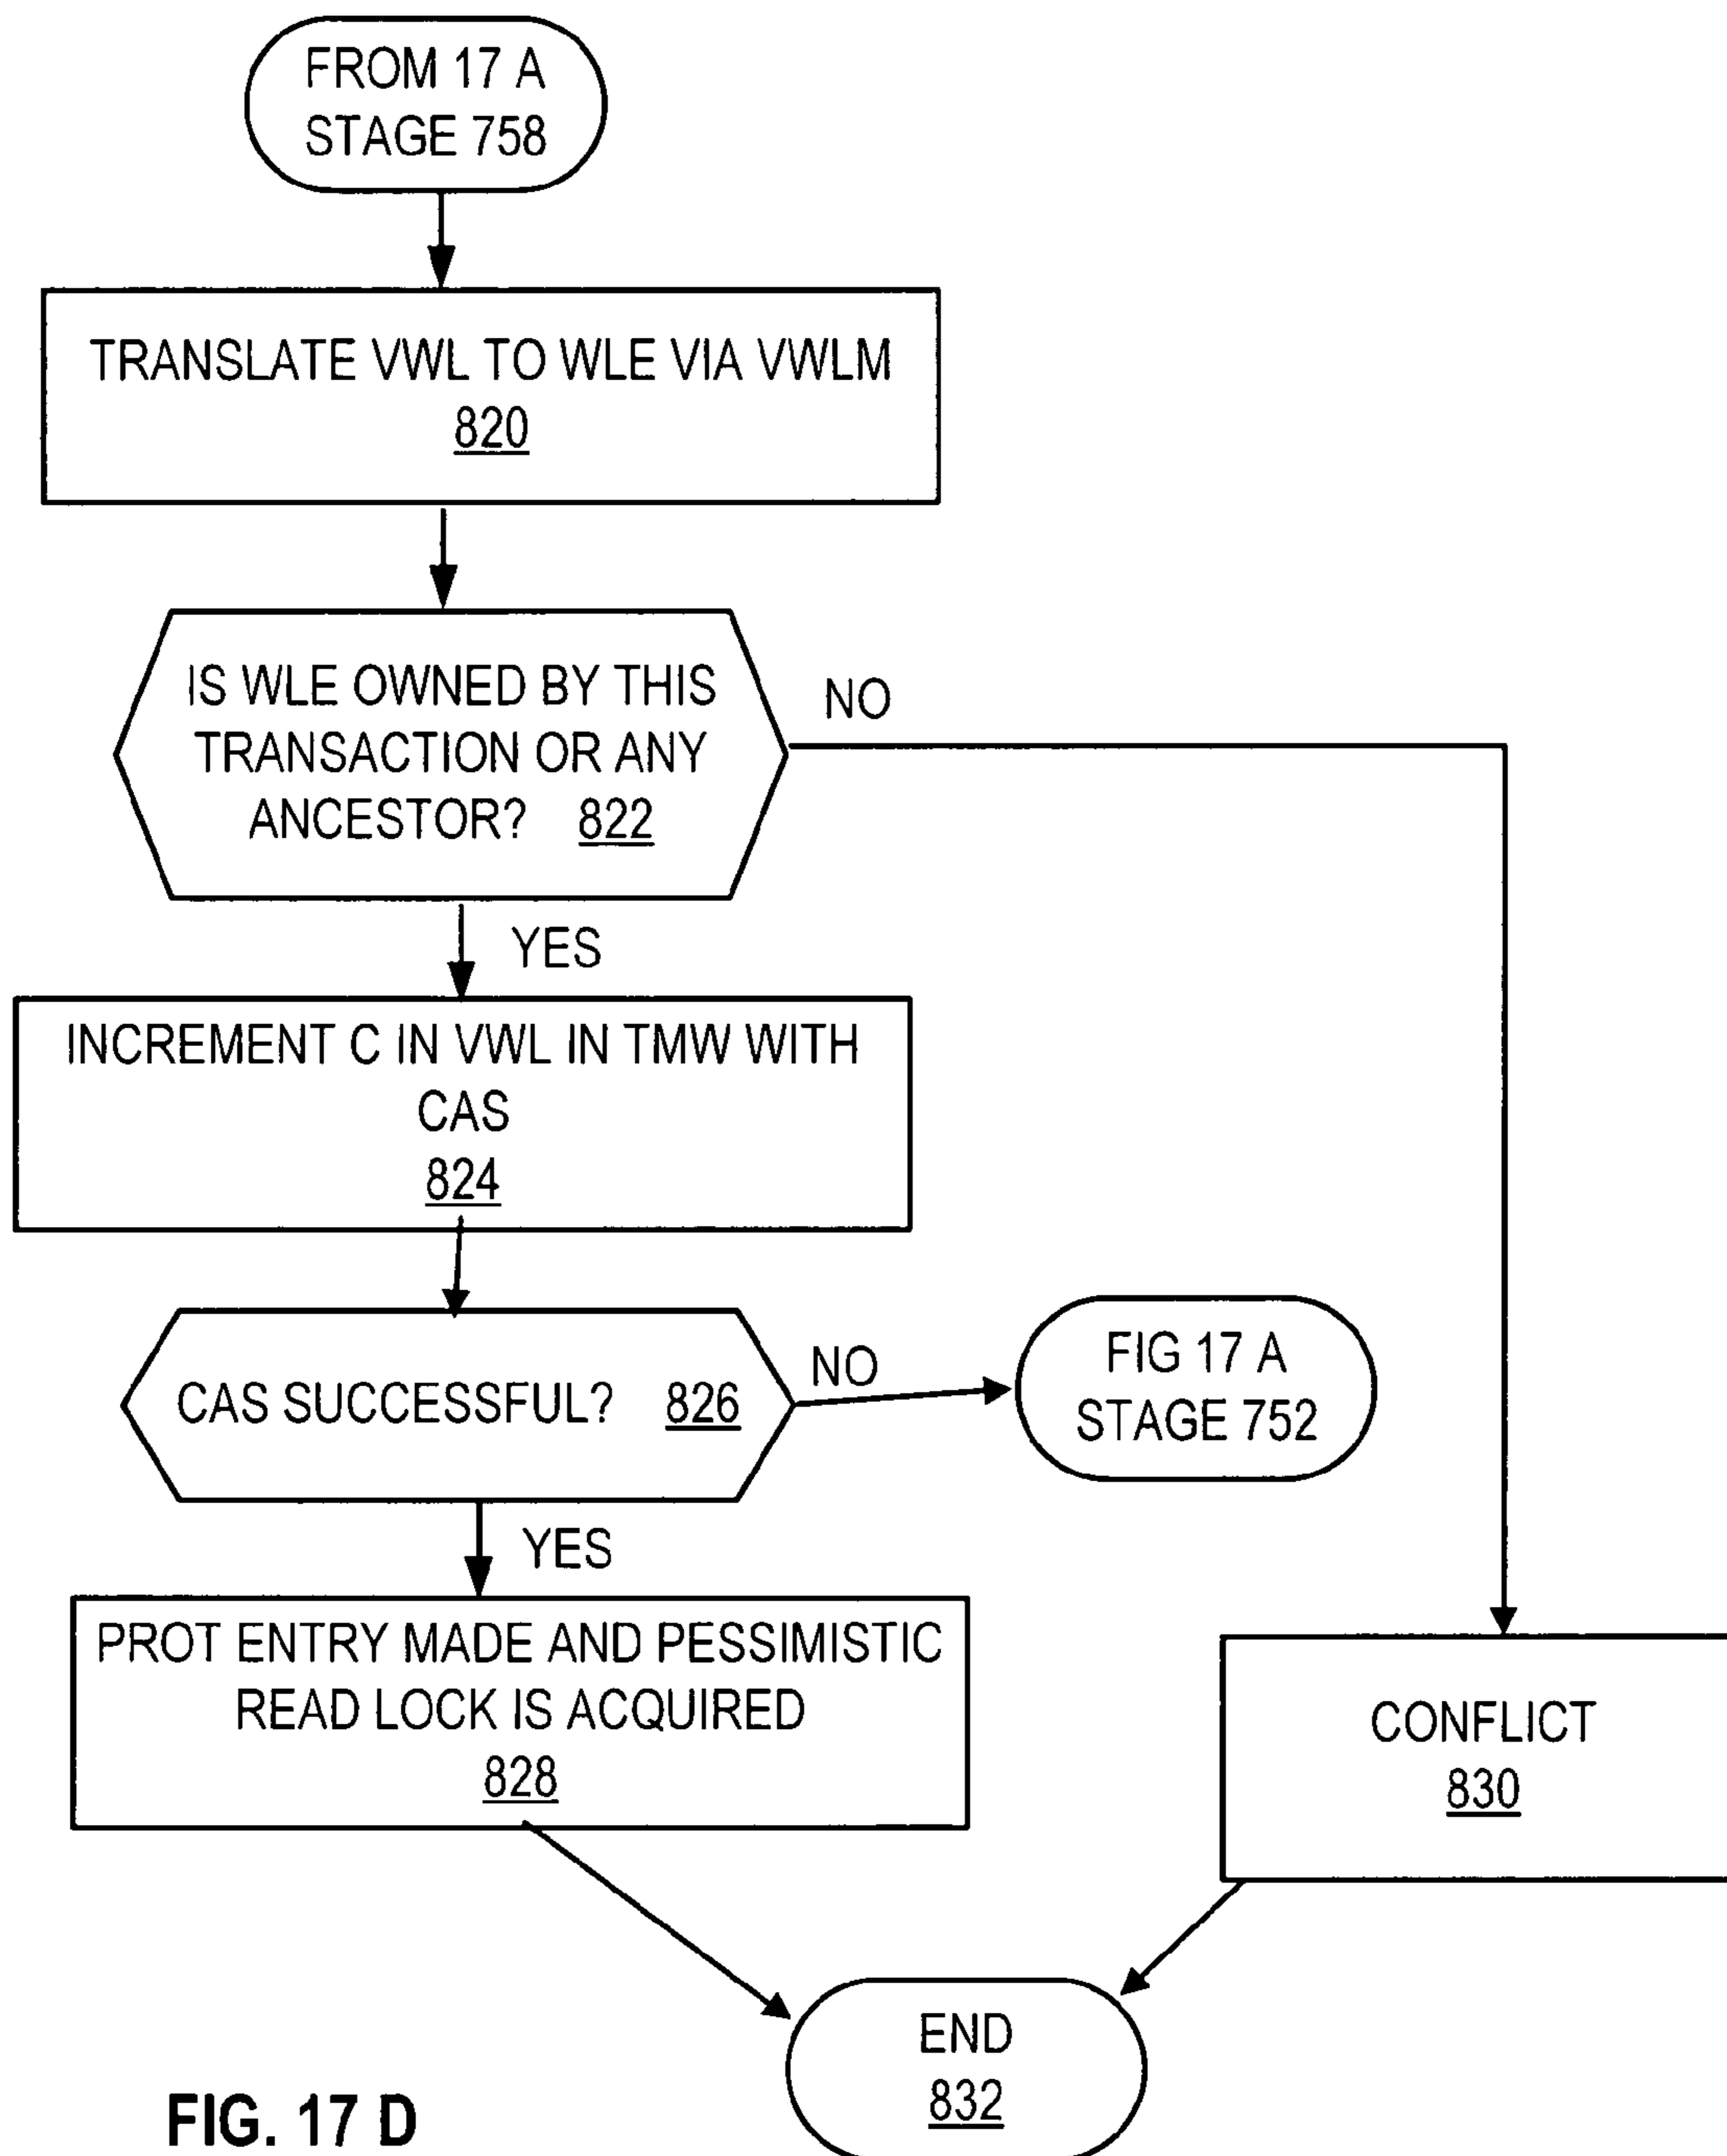 FROM 17 A
STAGE 758
TRANSLATE VWL TO WLE VIA VWLM
820
IS WLE OWNED BY THIS
TRANSACTION OR ANY
ANCESTOR? 822
NO
YES
INCREMENT C IN VWL IN TMW WITH
CAS
824
CAS SUCCESSFUL? 826
NO
FIG 17 A
STAGE 752
YES
PROT ENTRY MADE AND PESSIMISTIC
READ LOCK IS ACQUIRED
828
CONFLICT
830
END
832
FIG. 17 D